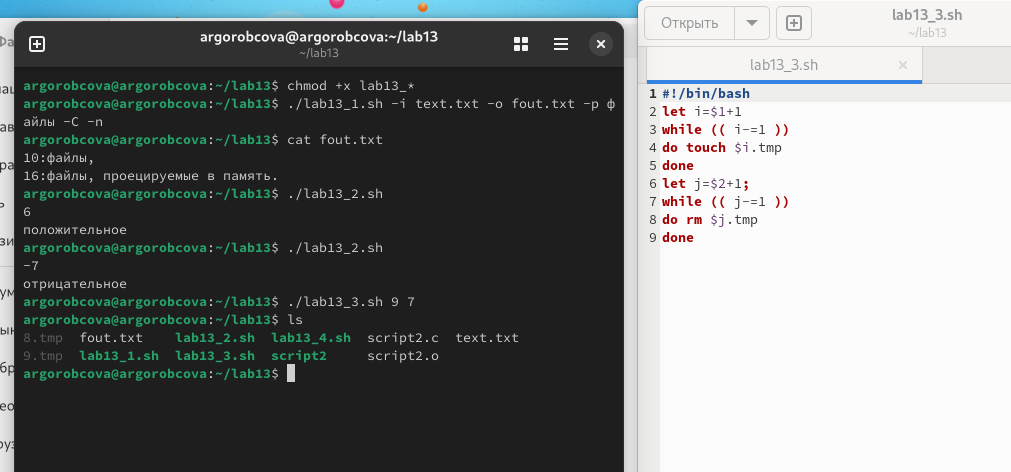 argorobcova@argorobcova:~/lab13
~/lab13
argorobcova@argorobcova:~/lab13$ chmod +x lab13_*
argorobcova@argorobcova:~/lab13$ ./lab13_1.sh -i text.txt -o fout.txt -p ф
айлы -C -n
argorobcova@argorobcova:~/lab13$ cat fout.txt
10:файлы,
16:файлы, проецируемые в память.
argorobcova@argorobcova:~/lab13$ ./lab13_2.sh
6
положительное
argorobcova@argorobcova:~/lab13$ ./lab13_2.sh
-7
отрицательное
argorobcova@argorobcova:~/lab13$ ./lab13_3.sh 9 7
argorobcova@argorobcova:~/lab13$ ls
8.tmp fout.txt lab13_2.sh lab13_4.sh script2.c text.txt
9.tmp lab13_1.sh lab13_3.sh script2 script2.o
argorobcova@argorobcova:~/lab13$
Открыть
lab13_3.sh
~/lab13
lab13_3.sh
1 #!/bin/bash
2 let i=$1+1
3 while (( i-=1 ))
4 do touch $i.tmp
5 done
6 let j=$2+1;
7 while (( j-=1 ))
8 do rm $j.tmp
9 done